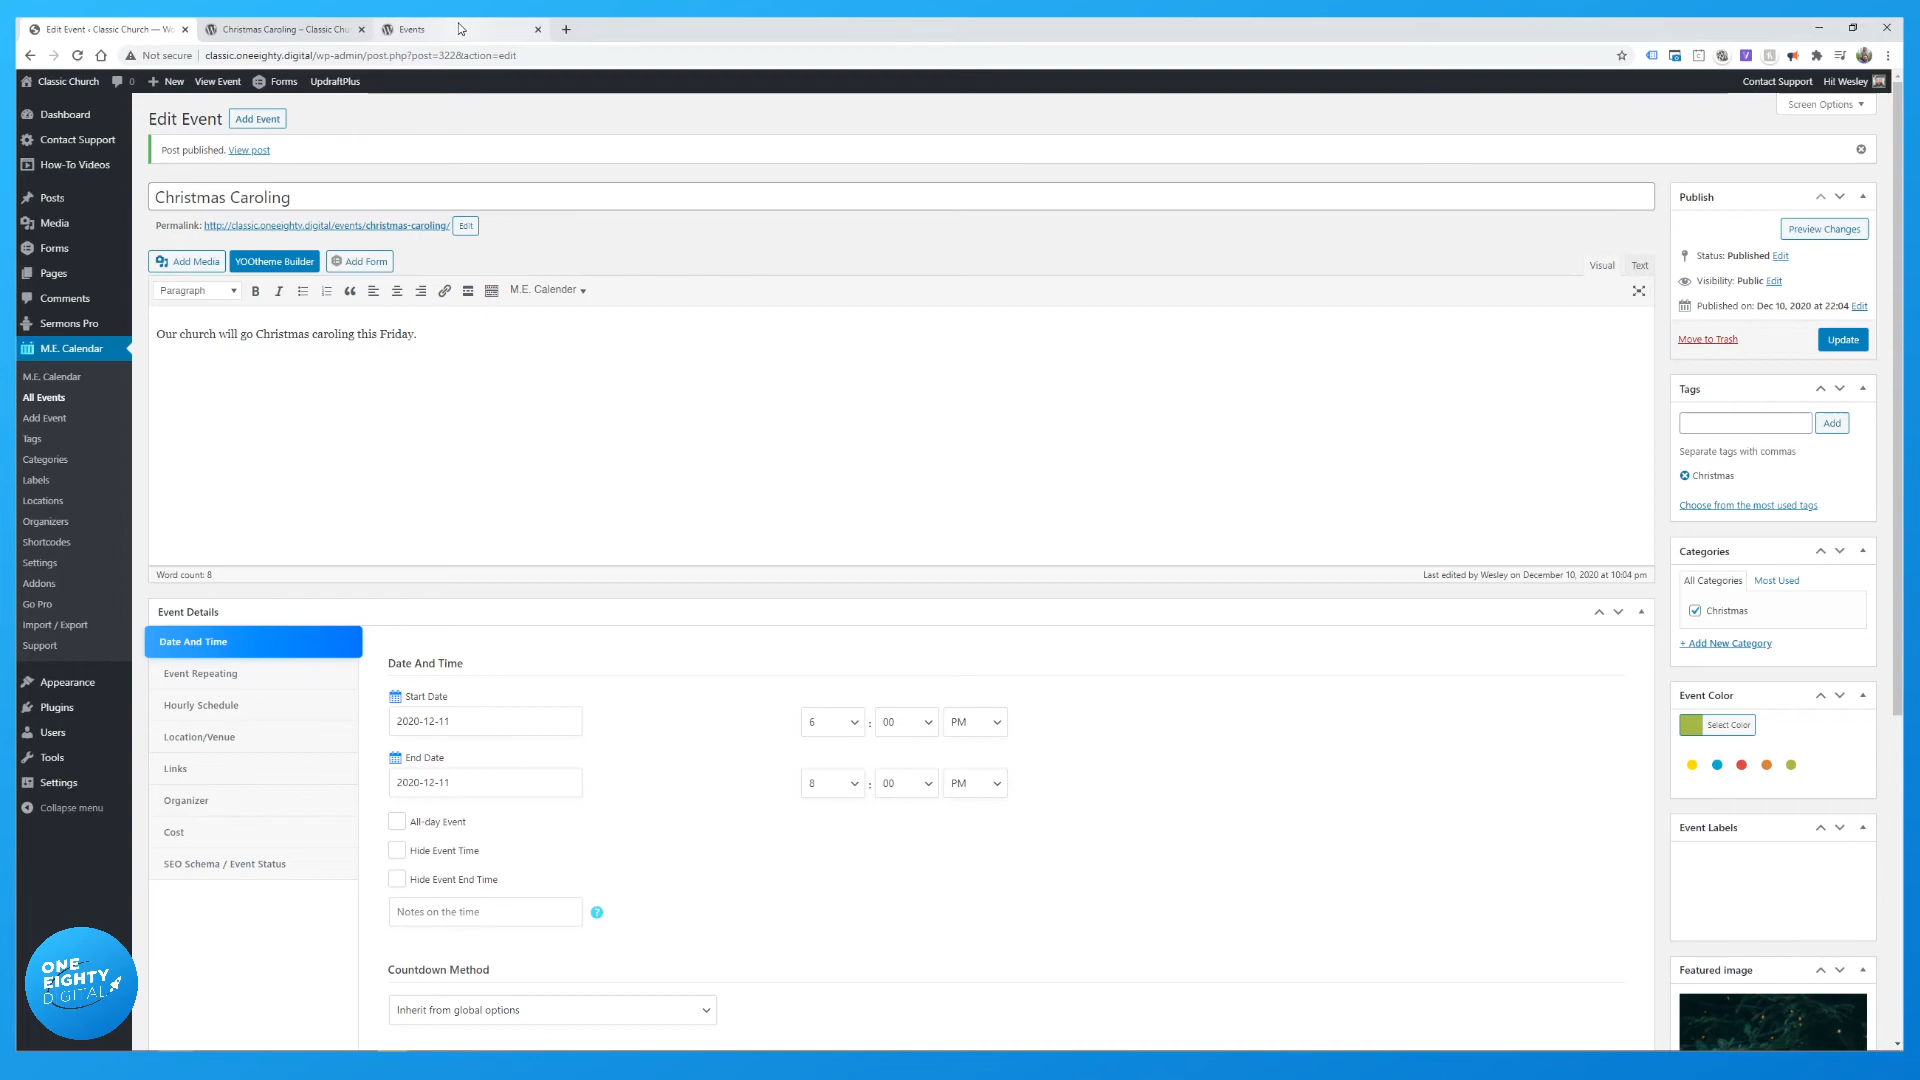 Edit Event ‹ Classic Church — Wo
Christmas Caroling – Classic Chu
Events
Not secure
classic.oneeighty.digital/wp-admin/post.php?post=322&action=edit
Classic Church
0
New
View Event
Forms
UpdraftPlus
Contact Support
Hi! Wesley
Dashboard
Contact Support
How-To Videos
Posts
Media
Forms
Pages
Comments
Sermons Pro
M.E. Calendar
M.E. Calendar
All Events
Add Event
Tags
Categories
Labels
Locations
Organizers
Shortcodes
Settings
Addons
Go Pro
Import / Export
Support
Appearance
Plugins
Users
Tools
Settings
Collapse menu
ONE
EIGHTY
DIGITAL
Screen Options
Edit Event
Add Event
Post published. View post
Christmas Caroling
Permalink: http://classic.oneeighty.digital/events/christmas-caroling/
Edit
Add Media
YOOtheme Builder
Add Form
Visual
Text
Paragraph
M.E. Calendar
Our church will go Christmas caroling this Friday.
Word count: 8
Last edited by Wesley on December 10, 2020 at 10:04 pm
Event Details
Date And Time
Event Repeating
Hourly Schedule
Location/Venue
Links
Organizer
Cost
SEO Schema / Event Status
Date And Time
Start Date
2020-12-11
6 : 00 PM
End Date
2020-12-11
8 : 00 PM
All-day Event
Hide Event Time
Hide Event End Time
Notes on the time
?
Countdown Method
Inherit from global options
Publish
Preview Changes
Status: Published Edit
Visibility: Public Edit
Published on: Dec 10, 2020 at 22:04 Edit
Move to Trash
Update
Tags
Add
Separate tags with commas
Christmas
Choose from the most used tags
Categories
All Categories
Most Used
Christmas
+ Add New Category
Event Color
Select Color
Event Labels
Featured image